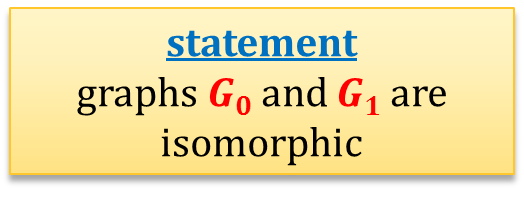 statement
graphs G₀ and G₁ are
isomorphic